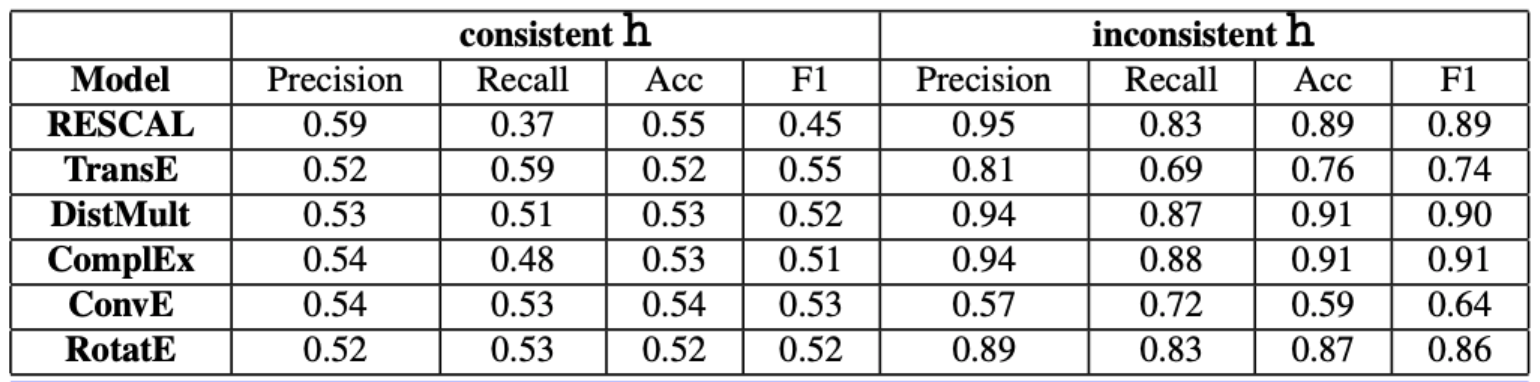 consistent h inconsistent h
Model Precision Recall Acc F1 Precision Recall Acc F1
RESCAL 0.59 0.37 0.55 0.45 0.95 0.83 0.89 0.89
TransE 0.52 0.59 0.52 0.55 0.81 0.69 0.76 0.74
DistMult 0.53 0.51 0.53 0.52 0.94 0.87 0.91 0.90
ComplEx 0.54 0.48 0.53 0.51 0.94 0.88 0.91 0.91
ConvE 0.54 0.53 0.54 0.53 0.57 0.72 0.59 0.64
RotatE 0.52 0.53 0.52 0.52 0.89 0.83 0.87 0.86